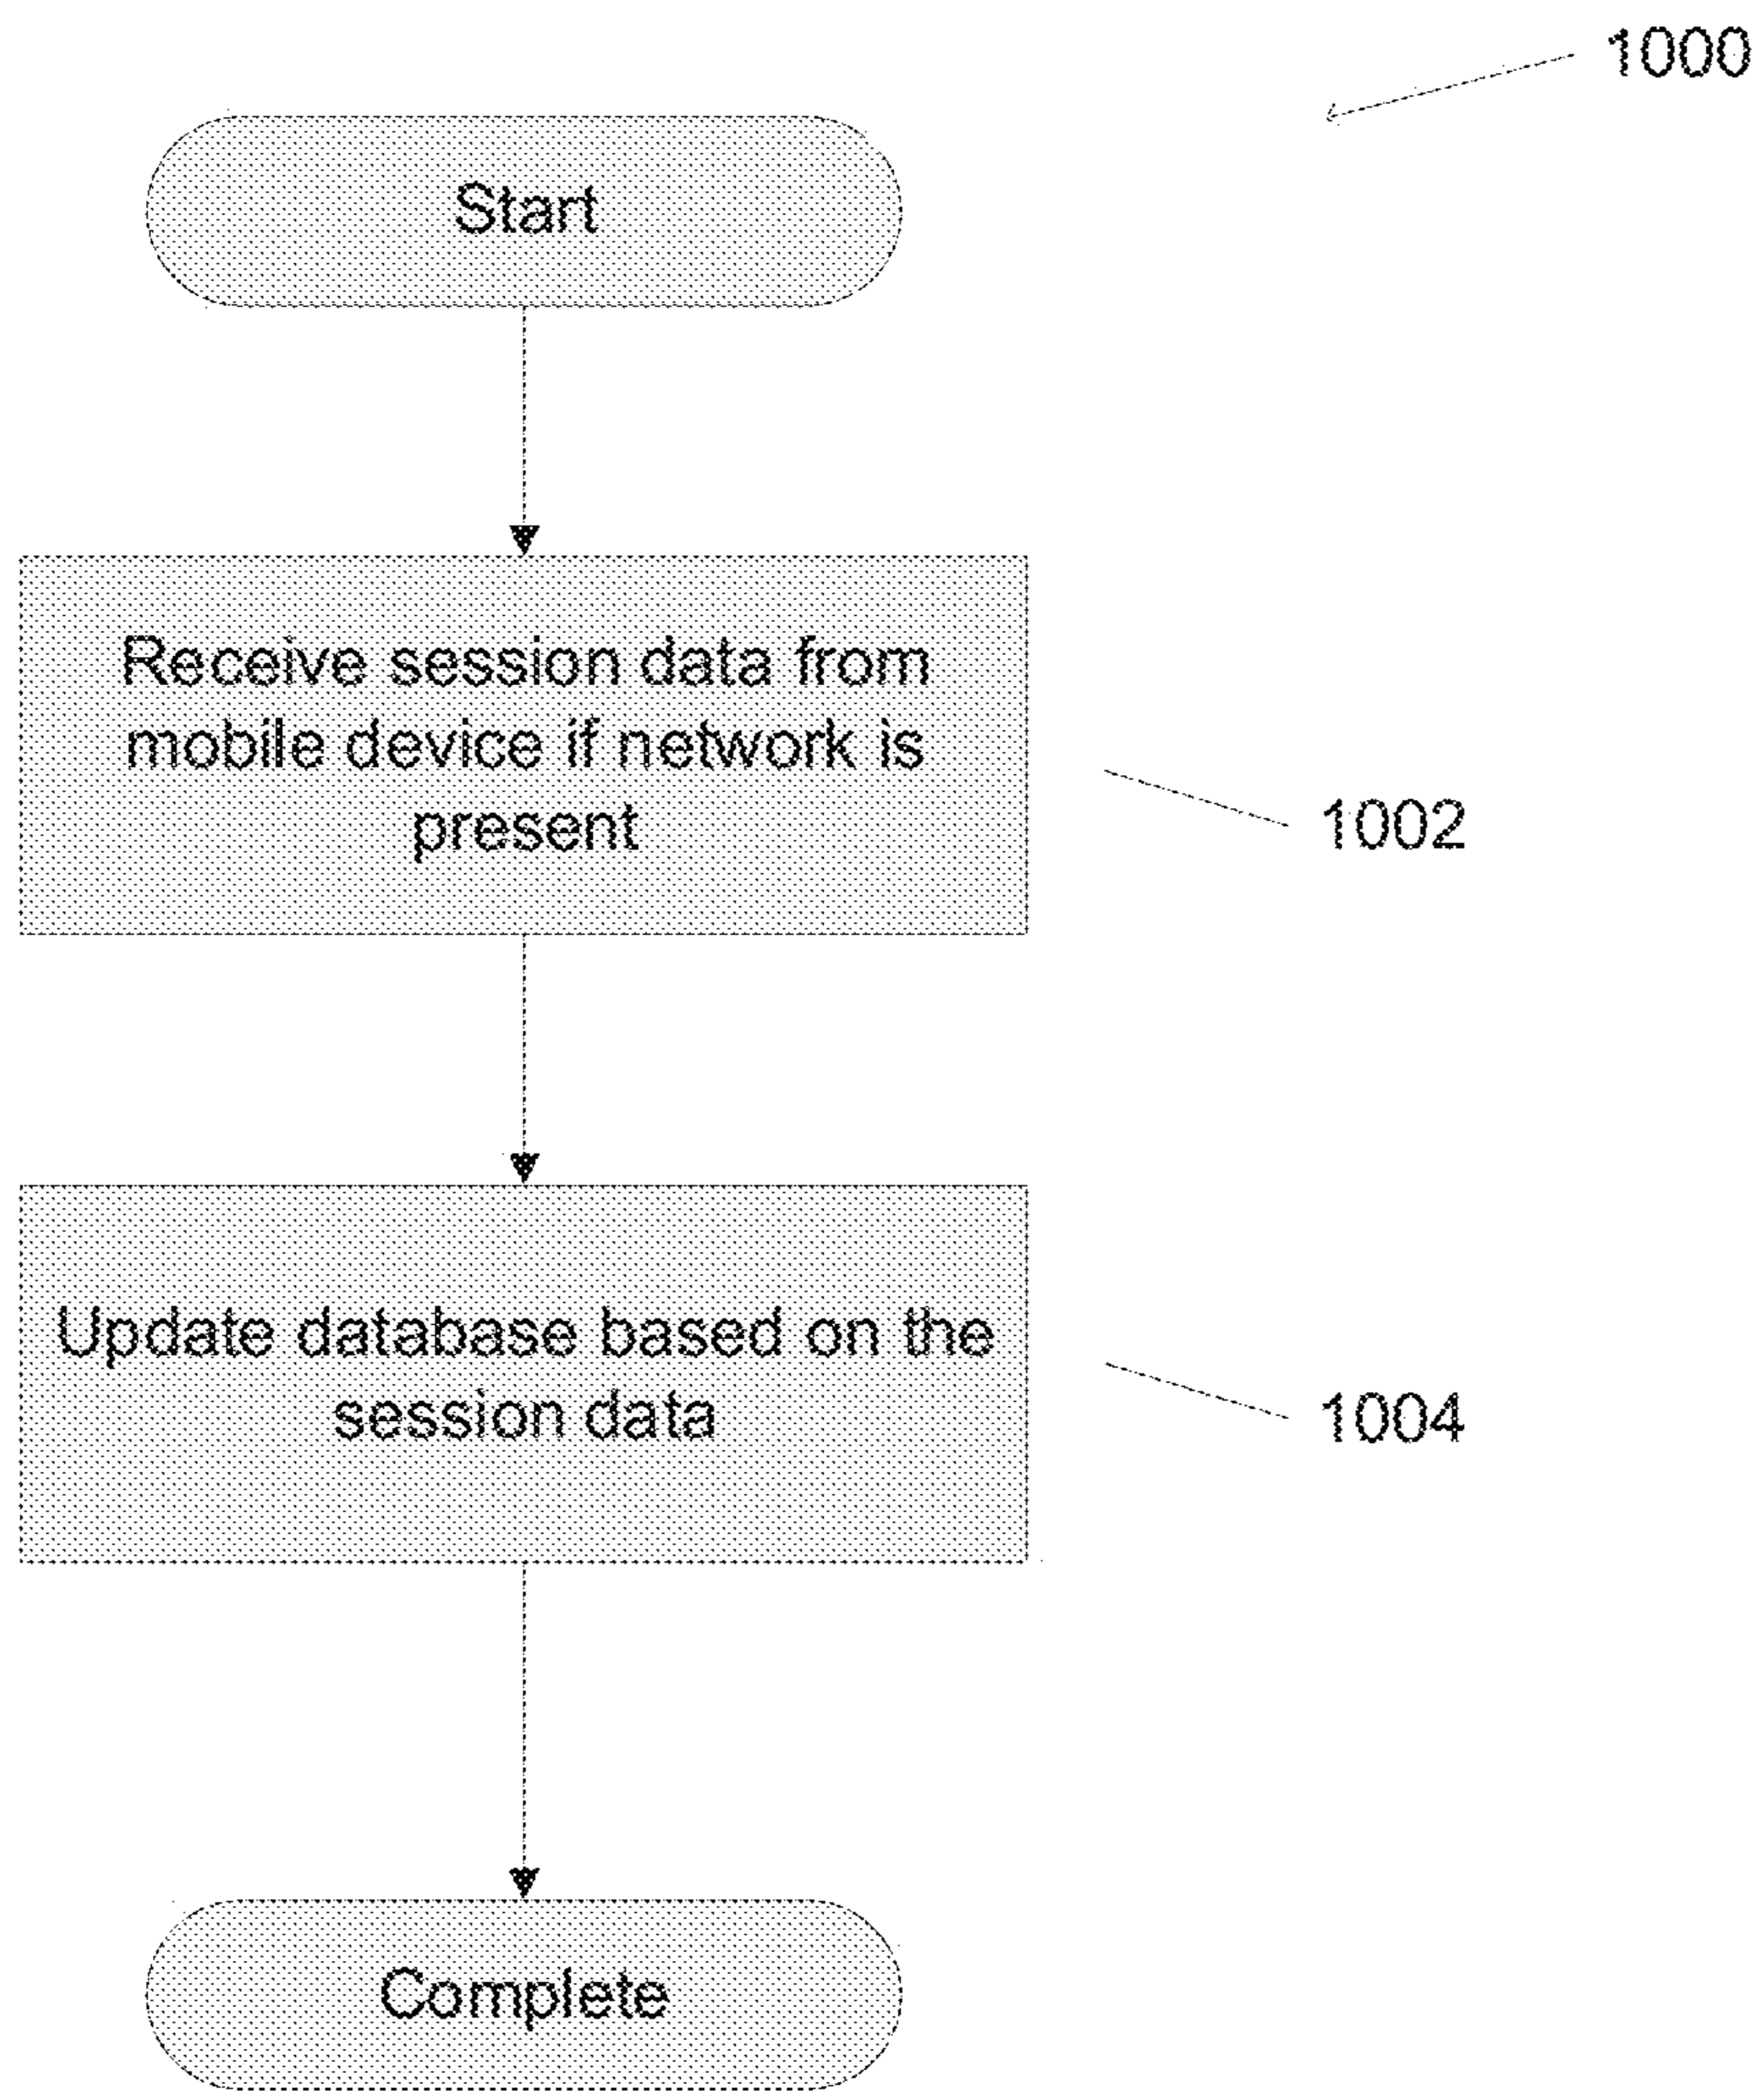 1000
Start
Receive session data from
mobile device if network is
present
1002
Update database based on the
session data
1004
Complete